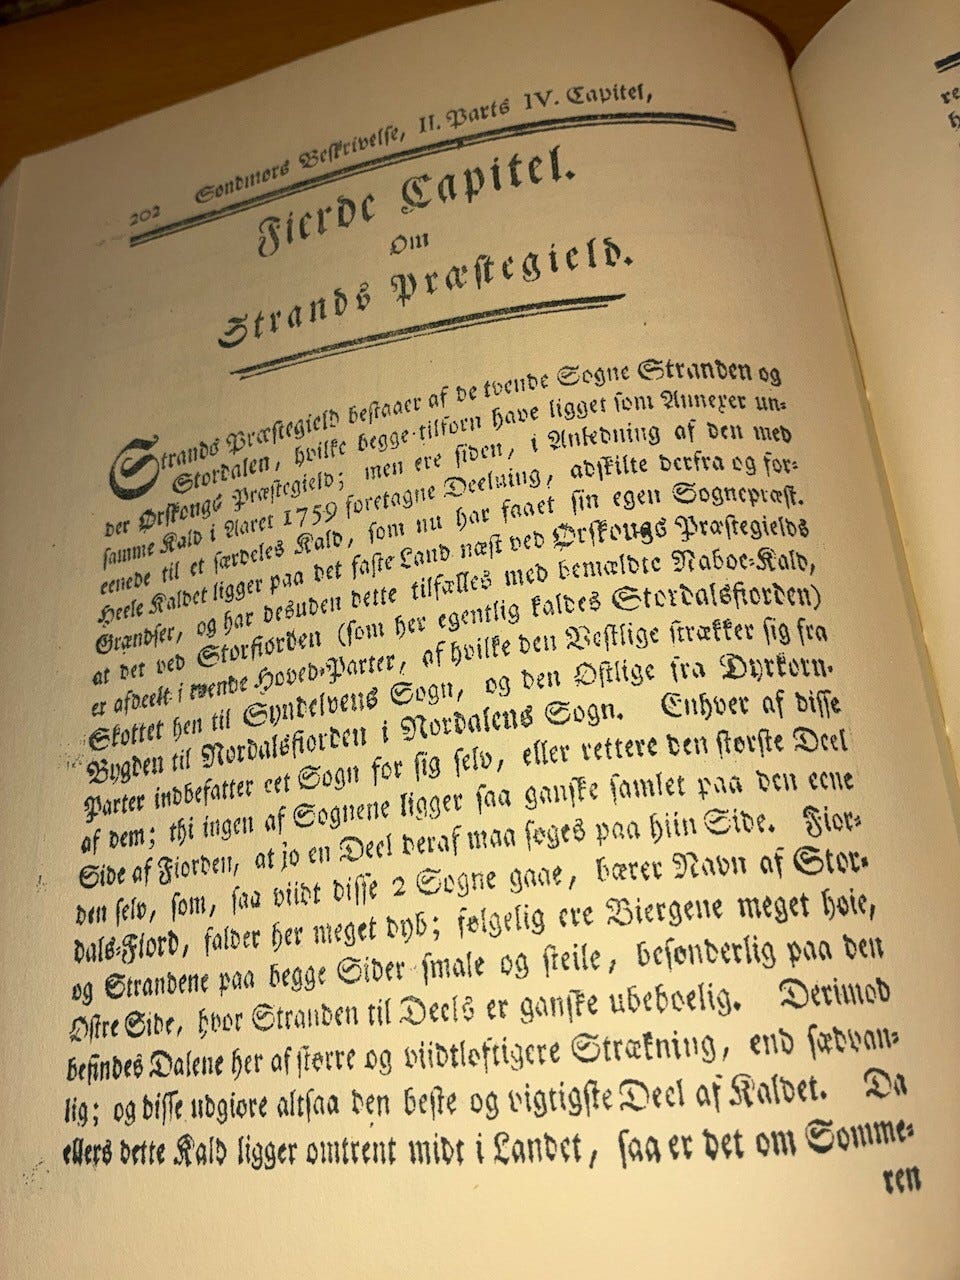 202 Søndmørs Beskrivelse, II. Parts IV. Capitel,
Fierde Capitel.
Om
Strands Præstegield.
Strands Præstegield bestaaer af de tvende Sogne Stranden og
Stordalen, hvilke begge tilforn have ligget som Annexer un-
der Ørskougs Præstegield; men ere siden, i Anledning af den med
samme Kald i Aaret 1759 foretagne Deelning, adskilte derfra og for-
eenede til et særdeles Kald, som nu har faaet sin egen Sognepræst.
Heele Kaldet ligger paa det faste Land næst ved Ørskougs Præstegields
Grændser, og har desuden dette tilfælles med bemældte Naboe-Kald,
at det ved Storfiorden (som her egentlig kaldes Stordalsfiorden)
er afdeelt i tvende Hoved-Parter, af hvilke den Vestlige strækker sig fra
Skottet hen til Syndelvens Sogn, og den Østlige fra Dyrkorn-
Bygden til Nordalsfiorden i Nordalens Sogn. Enhver af disse
Parter indbefatter eet Sogn for sig selv, eller rettere den største Deel
af dem; thi ingen af Sognene ligger saa ganske samlet paa den eene
Side af Fiorden, at jo en Deel deraf maa søges paa hiin Side. Fior-
den selv, som, saa viidt disse 2 Sogne gaae, bærer Navn af Stor-
dals-Fiord, falder her meget dyb; følgelig ere Biergene meget høie,
og Strandene paa begge Sider smale og steile, besønderlig paa den
Østre Side, hvor Stranden til Deels er ganske ubeboelig. Derimod
befindes Dalene her af større og viidtløftigere Strækning, end sædvan-
lig; og disse udgiøre altsaa den beste og vigtigste Deel af Kaldet. Da
ellers dette Kald ligger omtrent midt i Landet, saa er det om Somme-
ren